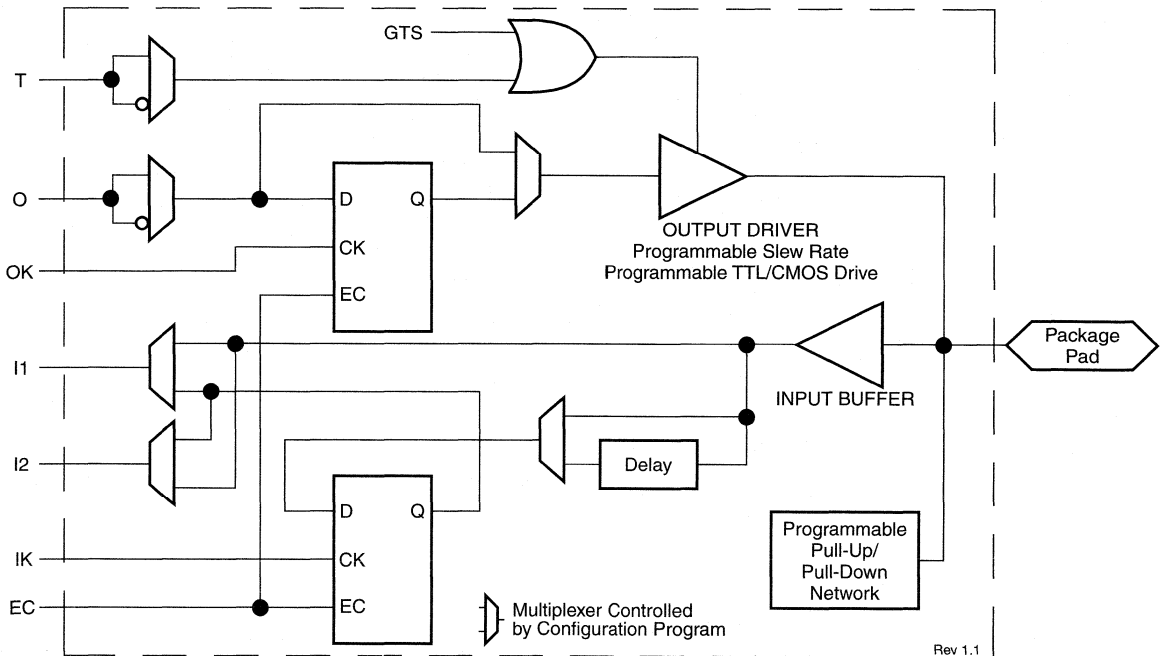 GTS
T
O
D
Q
CK
EC
OK
OUTPUT DRIVER
Programmable Slew Rate
Programmable TTL/CMOS Drive
I1
Package
Pad
INPUT BUFFER
I2
Delay
D
Q
CK
EC
IK
EC
Programmable
Pull-Up/
Pull-Down
Network
Multiplexer Controlled
by Configuration Program
Rev 1.1